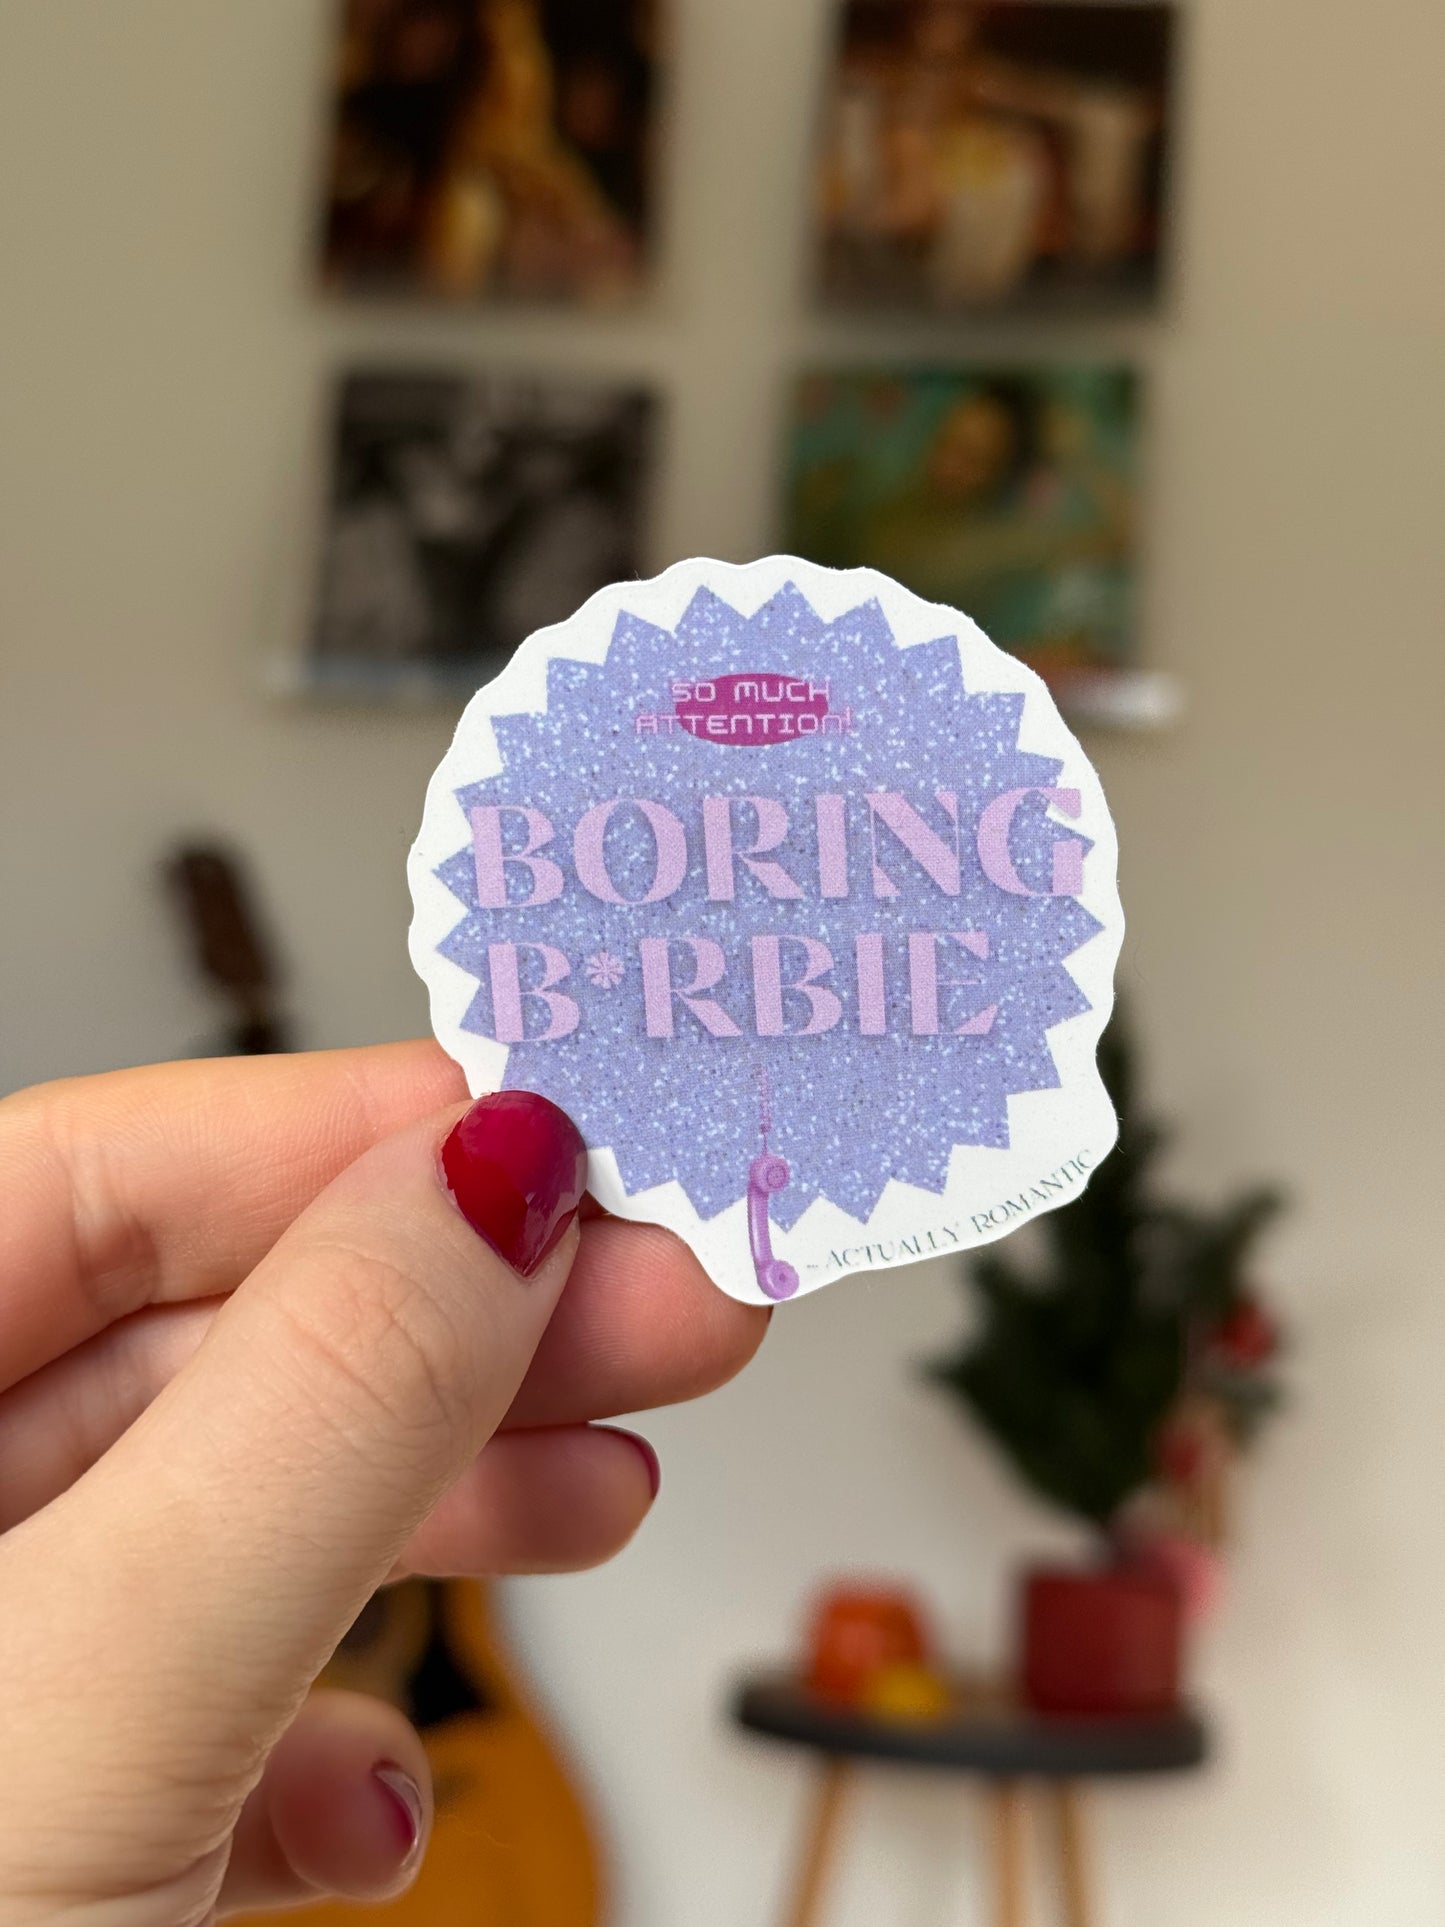 SO MUCH
ATTENTION!
BORING
B*RBIE
~ ACTUALLY ROMANTIC